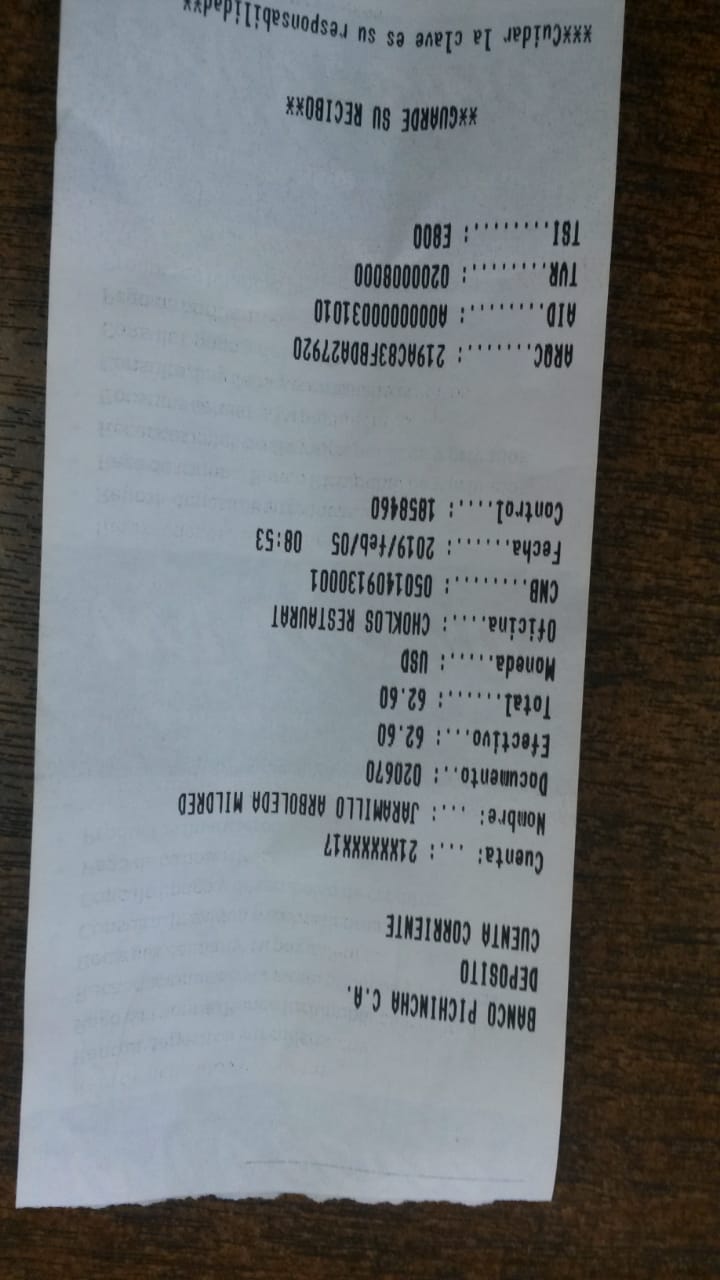 BANCO PICHINCHA C.A.
DEPOSITO
CUENTA CORRIENTE
Cuenta: ...: 21XXXXXX17
Nombre: ...: JARAMILLO ARBOLEDA MILDRED
Documento..: 020670
Efectivo...: 62.60
Total......: 62.60
Moneda.....: USD
Oficina....: CHOKLOS RESTAURAT
CNB........: 0501409130001
Fecha......: 2019/feb/05 08:53
Control....: 1858460
ARQC.......: 219AC83FBDA27920
AID........: A0000000031010
TVR........: 0200008000
TSI........: E800
**GUARDE SU RECIBO**
***Cuidar la clave es su responsabilidad**